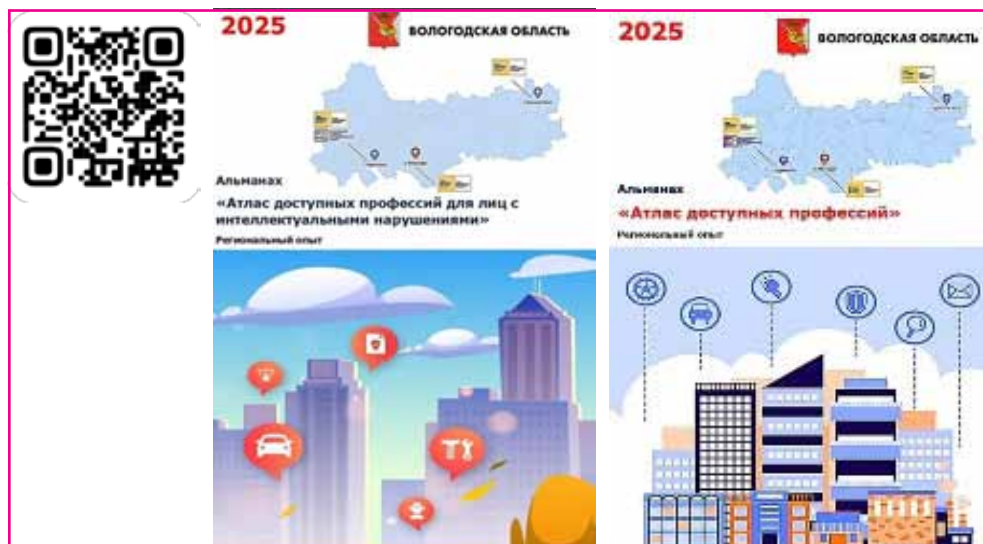 2025
ВОЛОГОДСКАЯ ОБЛАСТЬ
Альманах
«Атлас доступных профессий для лиц с
интеллектуальными нарушениями»
Региональный опыт
2025
ВОЛОГОДСКАЯ ОБЛАСТЬ
Альманах
«Атлас доступных профессий»
Региональный опыт